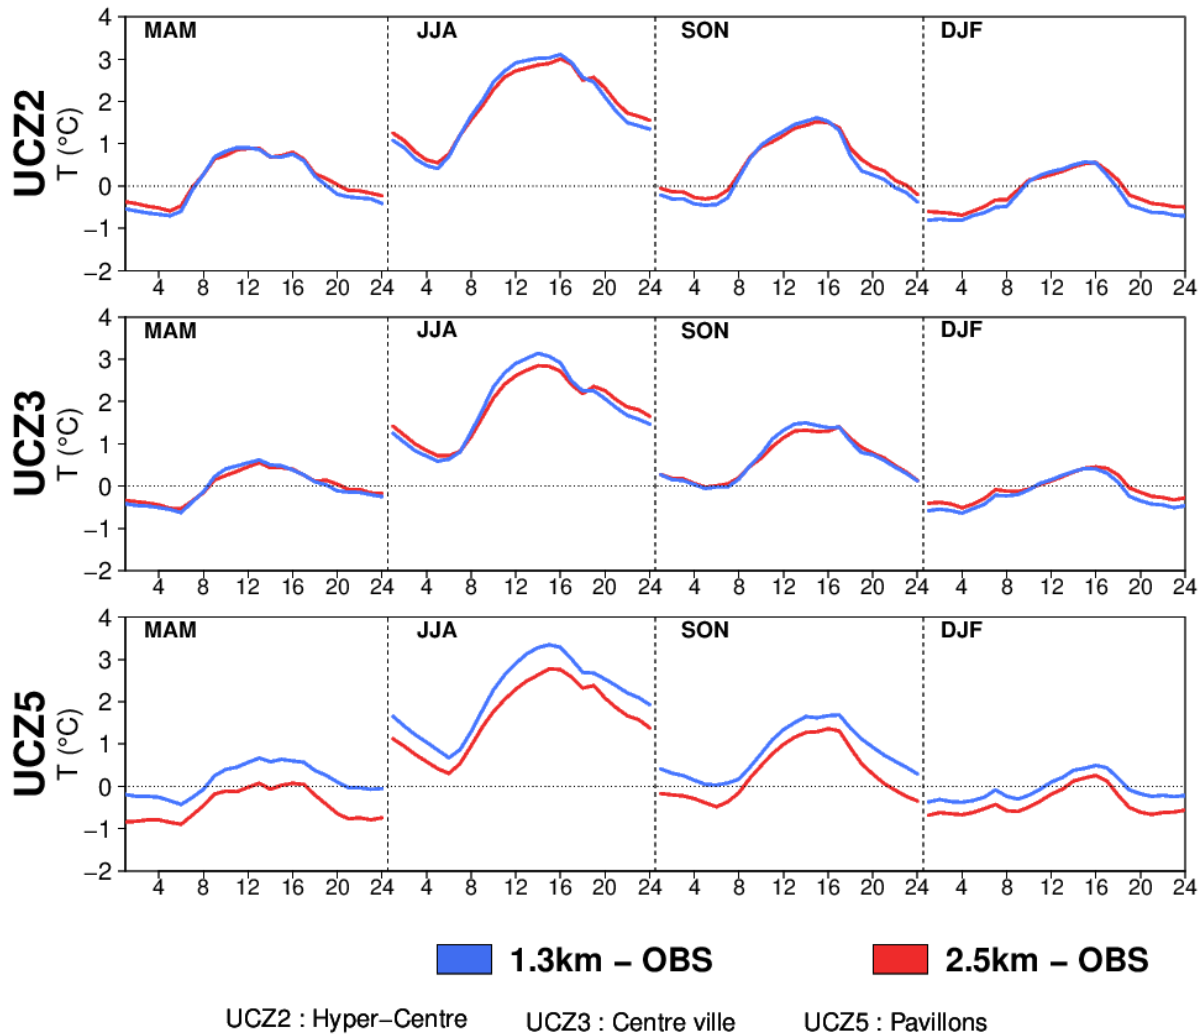 MAM JJA SON DJF
UCZ2
T (°C)
4
3
2
1
0
−1
−2
4 8 12 16 20 24 4 8 12 16 20 24 4 8 12 16 20 24 4 8 12 16 20 24
MAM JJA SON DJF
UCZ3
T (°C)
4
3
2
1
0
−1
−2
4 8 12 16 20 24 4 8 12 16 20 24 4 8 12 16 20 24 4 8 12 16 20 24
MAM JJA SON DJF
UCZ5
T (°C)
4
3
2
1
0
−1
−2
4 8 12 16 20 24 4 8 12 16 20 24 4 8 12 16 20 24 4 8 12 16 20 24
1.3km − OBS 2.5km − OBS
UCZ2 : Hyper−Centre UCZ3 : Centre ville UCZ5 : Pavillons